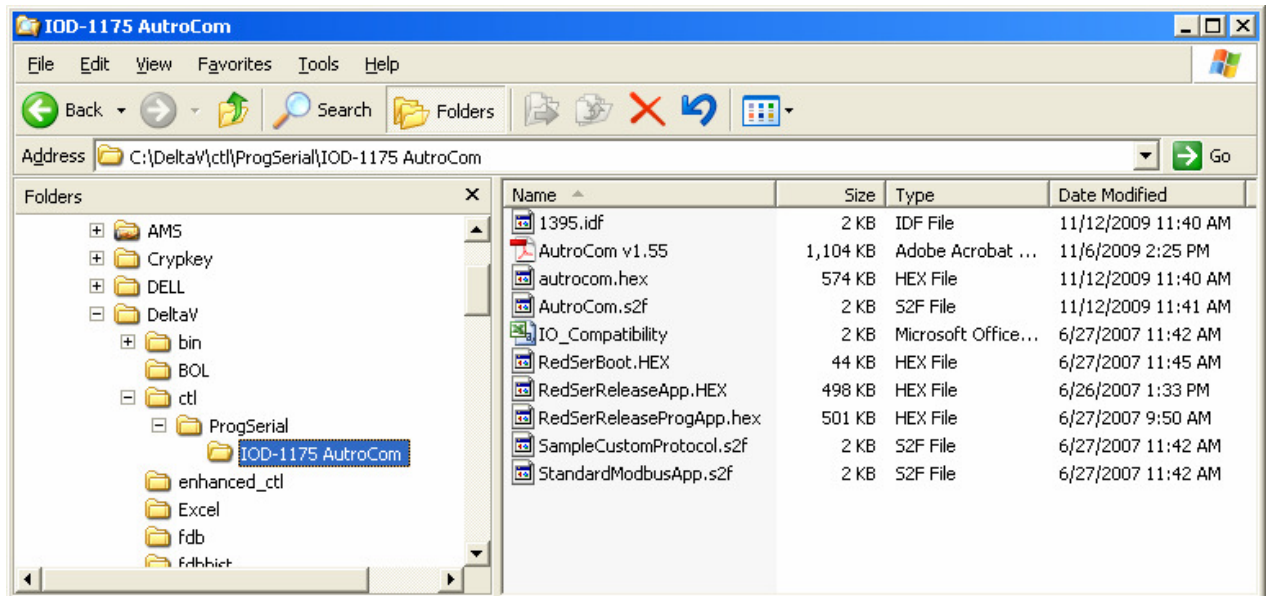 IOD-1175 AutroCom
File Edit View Favorites Tools Help
Back Search Folders
Address C:\DeltaV\ctl\ProgSerial\IOD-1175 AutroCom Go
Folders x
AMS
Crypkey
DELL
DeltaV
bin
BOL
ctl
ProgSerial
IOD-1175 AutroCom
enhanced_ctl
Excel
fdb
fdbhist
Name Size Type Date Modified
1395.idf 2 KB IDF File 11/12/2009 11:40 AM
AutroCom v1.55 1,104 KB Adobe Acrobat ... 11/6/2009 2:25 PM
autrocom.hex 574 KB HEX File 11/12/2009 11:40 AM
AutroCom.s2f 2 KB S2F File 11/12/2009 11:41 AM
IO_Compatibility 2 KB Microsoft Office... 6/27/2007 11:42 AM
RedSerBoot.HEX 44 KB HEX File 6/27/2007 11:45 AM
RedSerReleaseApp.HEX 498 KB HEX File 6/26/2007 1:33 PM
RedSerReleaseProgApp.hex 501 KB HEX File 6/27/2007 9:50 AM
SampleCustomProtocol.s2f 2 KB S2F File 6/27/2007 11:42 AM
StandardModbusApp.s2f 2 KB S2F File 6/27/2007 11:42 AM